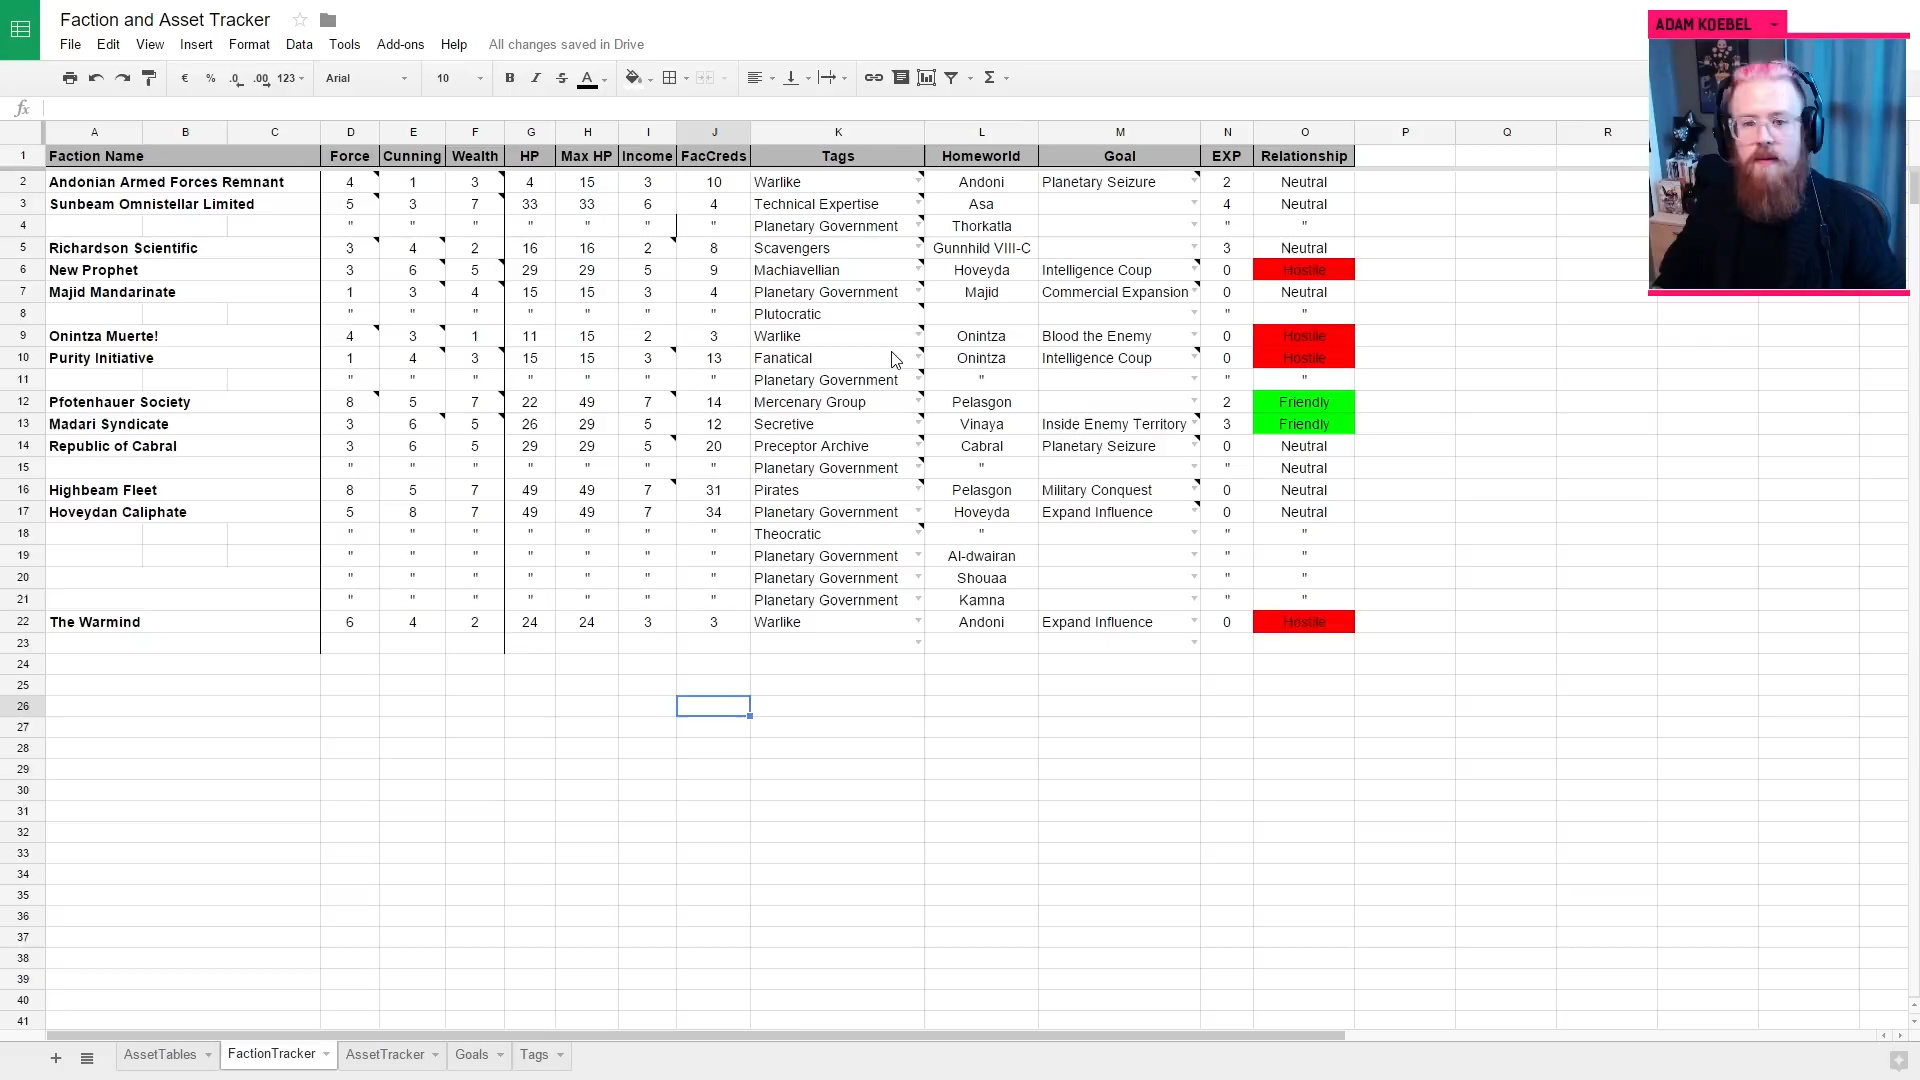 Faction and Asset Tracker
File Edit View Insert Format Data Tools Add-ons Help All changes saved in Drive
€ % .0 .00 123 Arial 10 B I S A Σ
fx
A B C D E F G H I J K L M N O P Q R
1 Faction Name Force Cunning Wealth HP Max HP Income FacCreds Tags Homeworld Goal EXP Relationship
2 Andonian Armed Forces Remnant 4 1 3 4 15 3 10 Warlike Andoni Planetary Seizure 2 Neutral
3 Sunbeam Omnistellar Limited 5 3 7 33 33 6 4 Technical Expertise Asa 4 Neutral
4 " " " " " " " Planetary Government Thorkatla " "
5 Richardson Scientific 3 4 2 16 16 2 8 Scavengers Gunnhild VIII-C 3 Neutral
6 New Prophet 3 6 5 29 29 5 9 Machiavellian Hoveyda Intelligence Coup 0 Hostile
7 Majid Mandarinate 1 3 4 15 15 3 4 Planetary Government Majid Commercial Expansion 0 Neutral
8 " " " " " " " Plutocratic " "
9 Onintza Muerte! 4 3 1 11 15 2 3 Warlike Onintza Blood the Enemy 0 Hostile
10 Purity Initiative 1 4 3 15 15 3 13 Fanatical Onintza Intelligence Coup 0 Hostile
11 " " " " " " " Planetary Government " " "
12 Pfotenhauer Society 8 5 7 22 49 7 14 Mercenary Group Pelasgon 2 Friendly
13 Madari Syndicate 3 6 5 26 29 5 12 Secretive Vinaya Inside Enemy Territory 3 Friendly
14 Republic of Cabral 3 6 5 29 29 5 20 Preceptor Archive Cabral Planetary Seizure 0 Neutral
15 " " " " " " " Planetary Government " " Neutral
16 Highbeam Fleet 8 5 7 49 49 7 31 Pirates Pelasgon Military Conquest 0 Neutral
17 Hoveydan Caliphate 5 8 7 49 49 7 34 Planetary Government Hoveyda Expand Influence 0 Neutral
18 " " " " " " " Theocratic " " "
19 " " " " " " " Planetary Government Al-dwairan " "
20 " " " " " " " Planetary Government Shouaa " "
21 " " " " " " " Planetary Government Kamna " "
22 The Warmind 6 4 2 24 24 3 3 Warlike Andoni Expand Influence 0 Hostile
23
24
25
26
27
28
29
30
31
32
33
34
35
36
37
38
39
40
41
AssetTables FactionTracker AssetTracker Goals Tags
ADAM KOEBEL